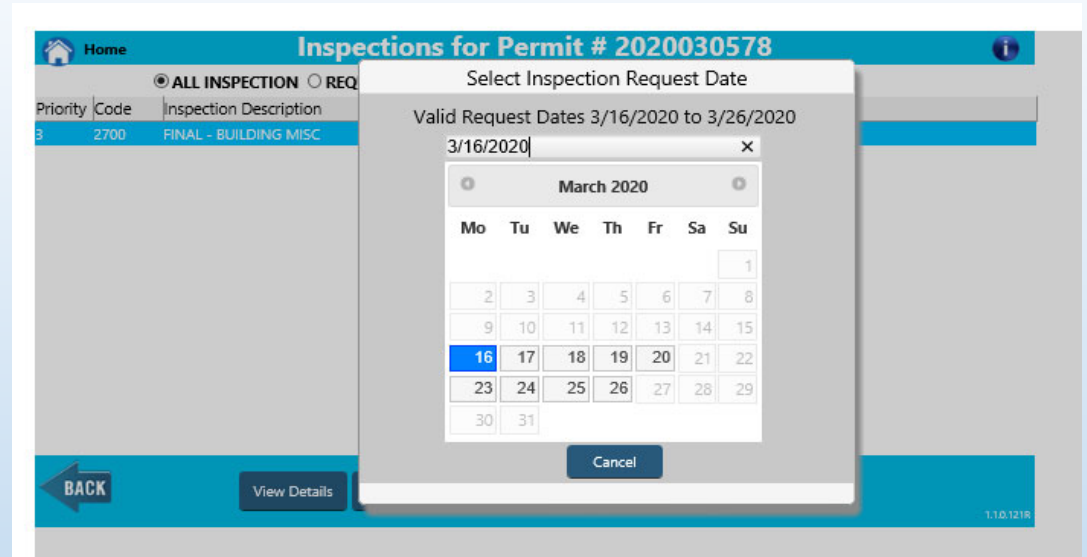 Home
Inspections for Permit # 2020030578
i
ALL INSPECTION REQ
Select Inspection Request Date
Priority Code Inspection Description
3 2700 FINAL - BUILDING MISC
Valid Request Dates 3/16/2020 to 3/26/2020
3/16/2020
March 2020
Mo Tu We Th Fr Sa Su
1
2 3 4 5 6 7 8
9 10 11 12 13 14 15
16 17 18 19 20 21 22
23 24 25 26 27 28 29
30 31
Cancel
BACK
View Details
1.1.0.121R